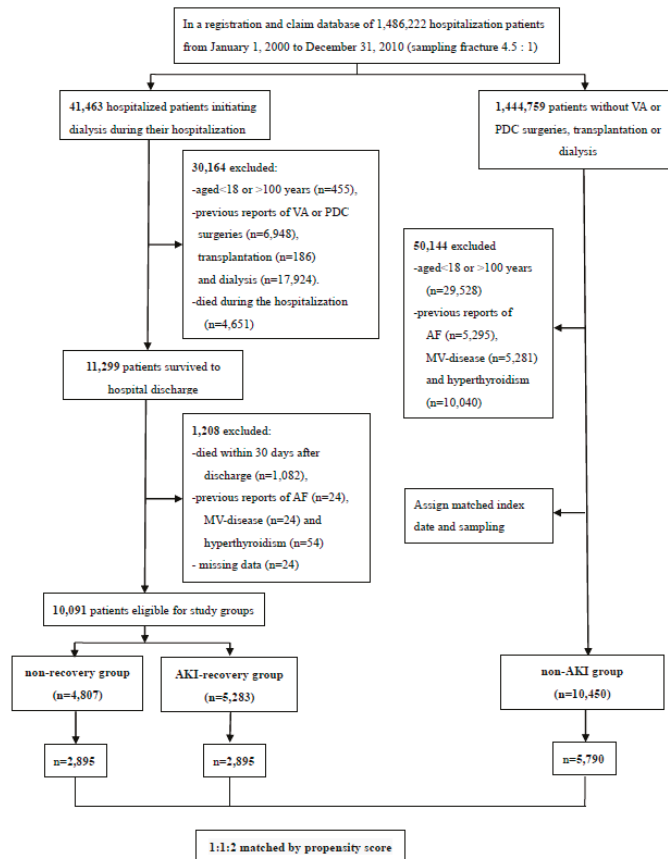 In a registration and claim database of 1,486,222 hospitalization patients
from January 1, 2000 to December 31, 2010 (sampling fracture 4.5 : 1)
41,463 hospitalized patients initiating
dialysis during their hospitalization
1,444,759 patients without VA or
PDC surgeries, transplantation or
dialysis
30,164 excluded:
-aged<18 or >100 years (n=455),
-previous reports of VA or PDC
surgeries (n=6,948),
transplantation (n=186)
and dialysis (n=17,924).
-died during the hospitalization
(n=4,651)
50,144 excluded
-aged<18 or >100 years
(n=29,528)
-previous reports of
AF (n=5,295),
MV-disease (n=5,281)
and hyperthyroidism
(n=10,040)
11,299 patients survived to
hospital discharge
1,208 excluded:
-died within 30 days after
discharge (n=1,082),
-previous reports of AF (n=24),
MV-disease (n=24) and
hyperthyroidism (n=54)
- missing data (n=24)
Assign matched index
date and sampling
10,091 patients eligible for study groups
non-recovery group
(n=4,807)
AKI-recovery group
(n=5,283)
non-AKI group
(n=10,450)
n=2,895
n=2,895
n=5,790
1:1:2 matched by propensity score